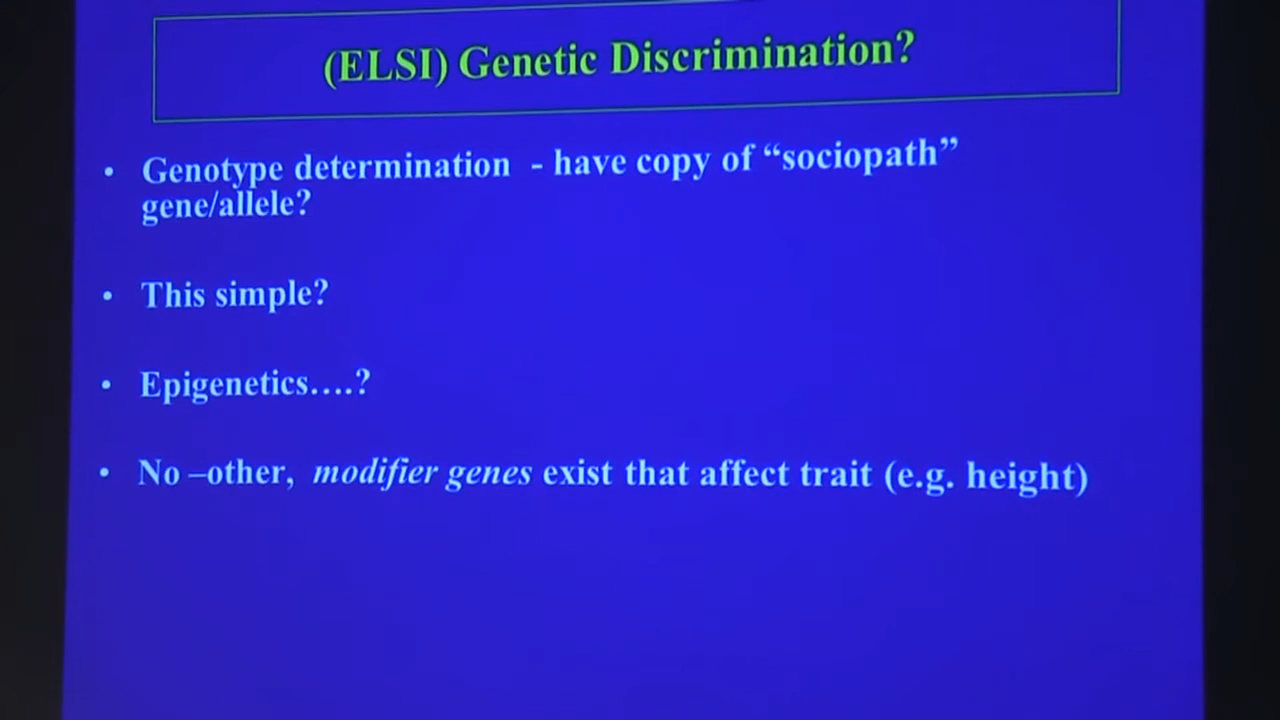 (ELSI) Genetic Discrimination?
• Genotype determination - have copy of “sociopath”
gene/allele?
• This simple?
• Epigenetics….?
• No –other, modifier genes exist that affect trait (e.g. height)